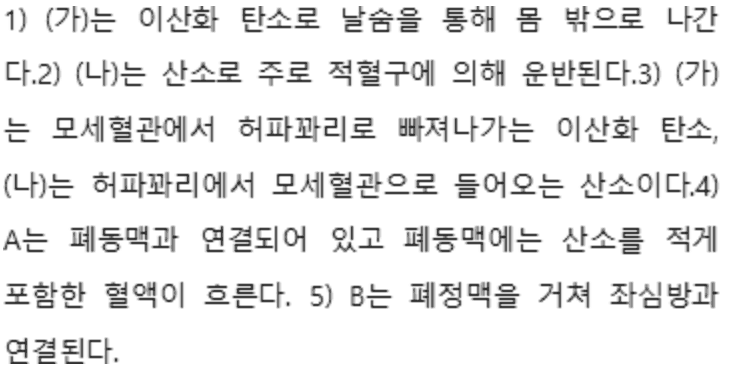 1) (가)는 이산화 탄소로 날숨을 통해 몸 밖으로 나간
다.2) (나)는 산소로 주로 적혈구에 의해 운반된다.3) (가)
는 모세혈관에서 허파꽈리로 빠져나가는 이산화 탄소,
(나)는 허파꽈리에서 모세혈관으로 들어오는 산소이다.4)
A는 폐동맥과 연결되어 있고 폐동맥에는 산소를 적게
포함한 혈액이 흐른다. 5) B는 폐정맥을 거쳐 좌심방과
연결된다.